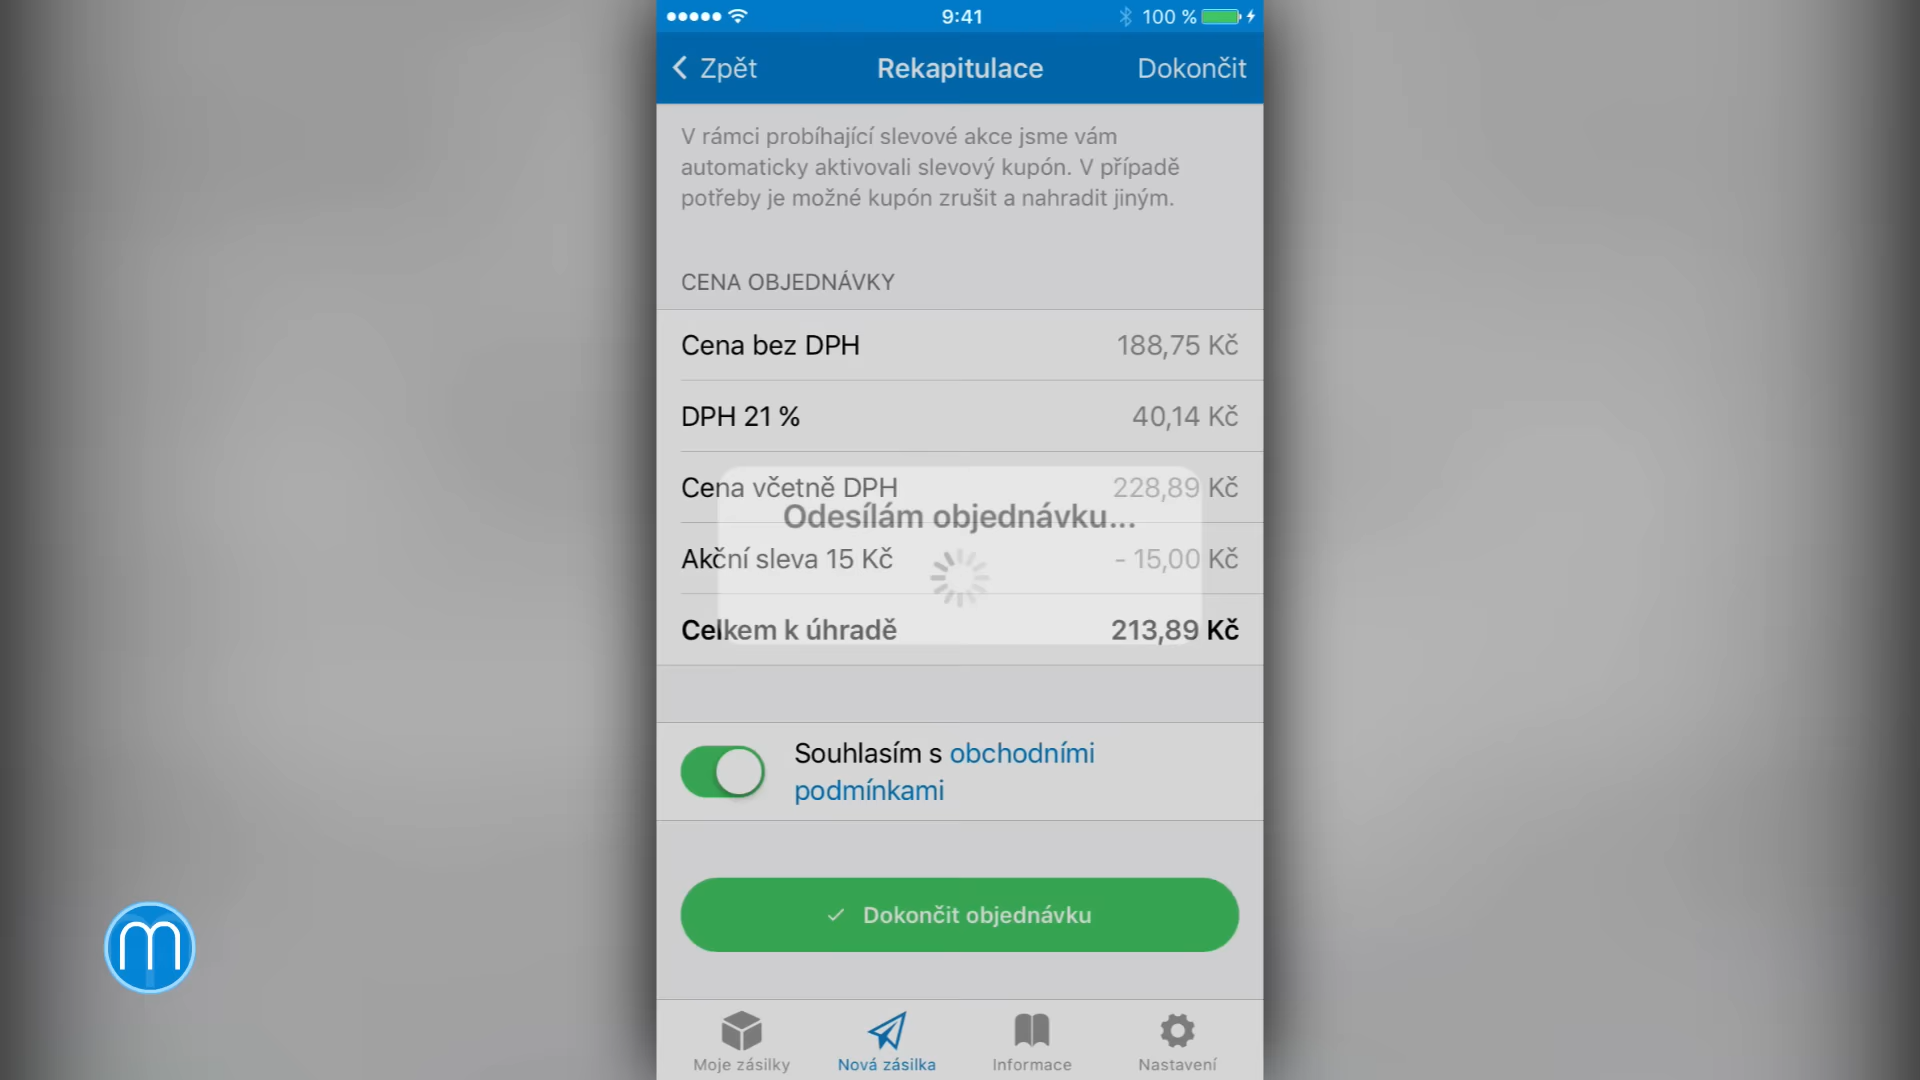 9:41
100 %
Zpět
Rekapitulace
Dokončit
V rámci probíhající slevové akce jsme vám
automaticky aktivovali slevový kupón. V případě
potřeby je možné kupón zrušit a nahradit jiným.
CENA OBJEDNÁVKY
Cena bez DPH 188,75 Kč
DPH 21 % 40,14 Kč
Cena včetně DPH 228,89 Kč
Odesílám objednávku...
Akční sleva 15 Kč - 15,00 Kč
Celkem k úhradě 213,89 Kč
Souhlasím s obchodními
podmínkami
Dokončit objednávku
Moje zásilky
Nová zásilka
Informace
Nastavení
m